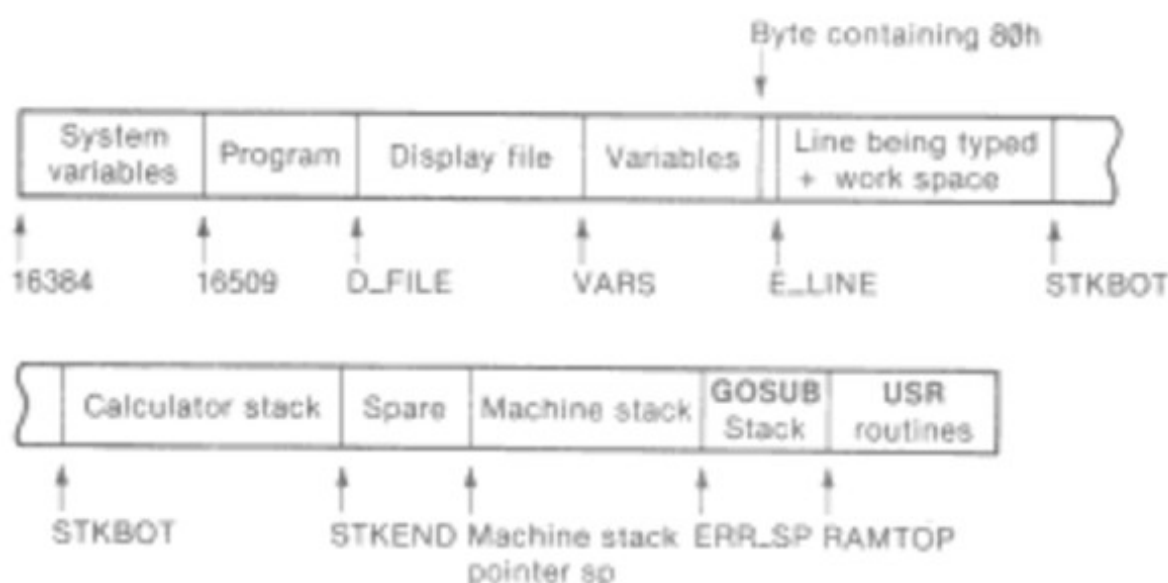 Byte containing 80h
System
variables
Program
Display file
Variables
Line being typed
+ work space
16384
16509
D_FILE
VARS
E_LINE
STKBOT
Calculator stack
Spare
Machine stack
GOSUB
Stack
USR
routines
STKBOT
STKEND
Machine stack
pointer sp
ERR_SP
RAMTOP